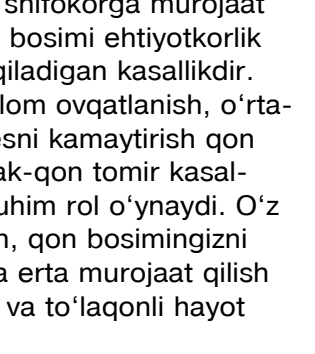 shifokorga murojaat
bosimi ehtiyotkorlik
qiladigan kasallikdir.
ovqatlanish, o‘rta-
kamaytirish qon
kasal-
rol o‘ynaydi. O‘z
qon bosimingizni
erta murojaat qilish
va to‘laqonli hayot